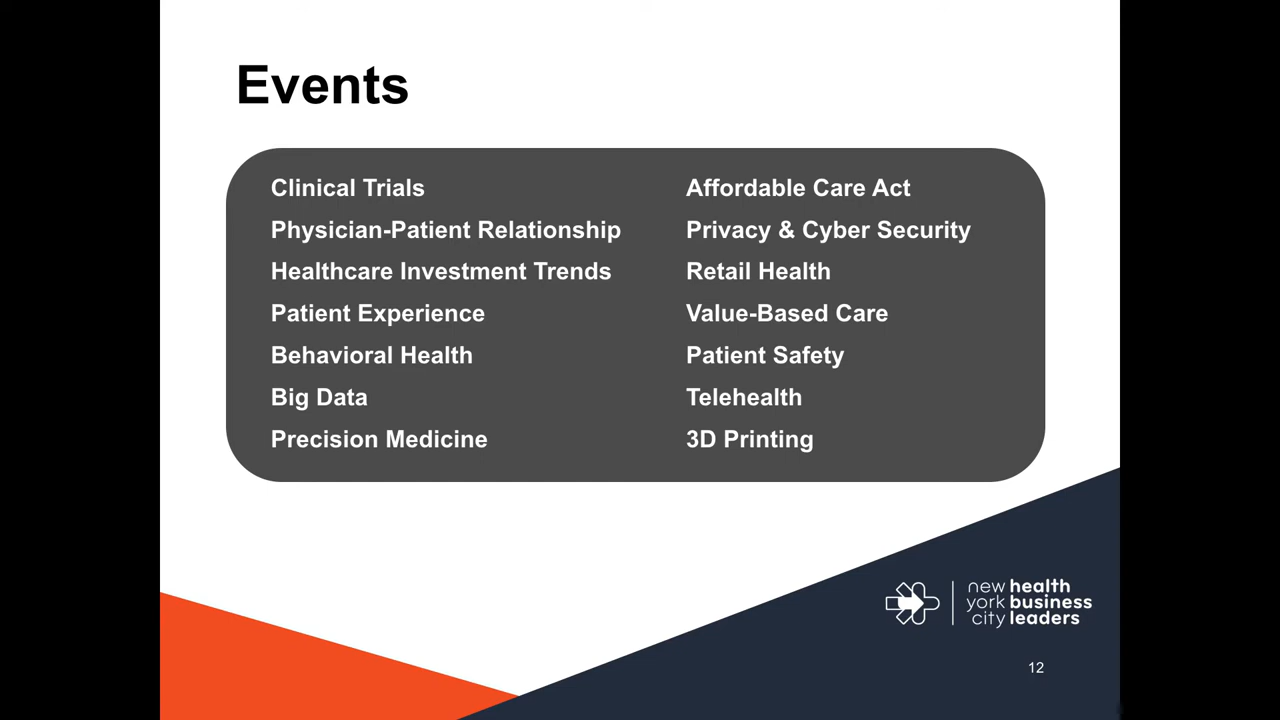 Events
Clinical Trials
Physician-Patient Relationship
Healthcare Investment Trends
Patient Experience
Behavioral Health
Big Data
Precision Medicine
Affordable Care Act
Privacy & Cyber Security
Retail Health
Value-Based Care
Patient Safety
Telehealth
3D Printing
new health
york business
city leaders
12